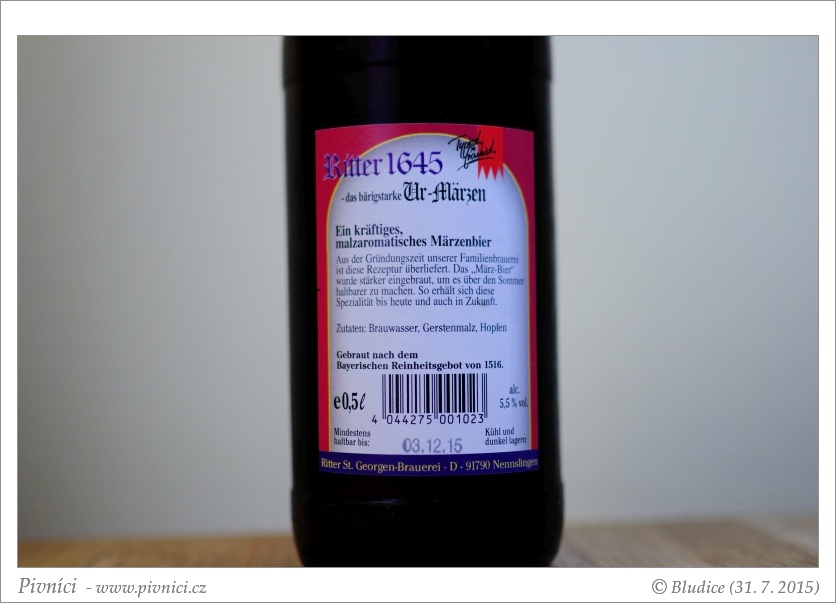 Ritter 1645
Typisch
fränkisch
- das bärigstarke Ur-Märzen
Ein kräftiges,
malzaromatisches Märzenbier
Aus der Gründungszeit unserer Familienbrauerei
ist diese Rezeptur überliefert. Das „März-Bier“
wurde stärker eingebraut, um es über den Sommer
haltbarer zu machen. So erhält sich diese
Spezialität bis heute und auch in Zukunft.
Zutaten: Brauwasser, Gerstenmalz, Hopfen
Gebraut nach dem
Bayerischen Reinheitsgebot von 1516.
e 0,5 ℓ
4 044275 001023
alc.
5,5 % vol.
Mindestens
haltbar bis:
03.12.15
Kühl und
dunkel lagern
Ritter St. Georgen-Brauerei · D - 91790 Nennslingen
Pivníci - www.pivnici.cz
© Bludice (31. 7. 2015)